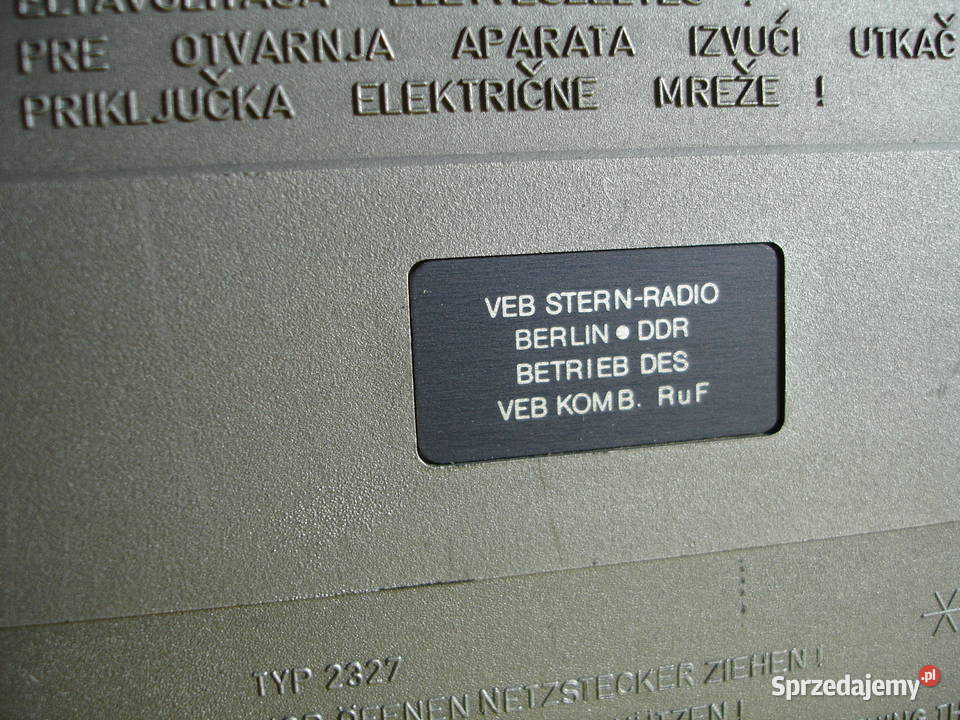 PRE OTVARNJA APARATA IZVUĆI UTKAČ
PRIKLJUČKA ELEKTRIČNE MREŽE !
VEB STERN-RADIO
BERLIN ● DDR
BETRIEB DES
VEB KOMB. RuF
TYP 2327
ÖFFNEN NETZSTECKER ZIEHEN !
Sprzedajemy.pl